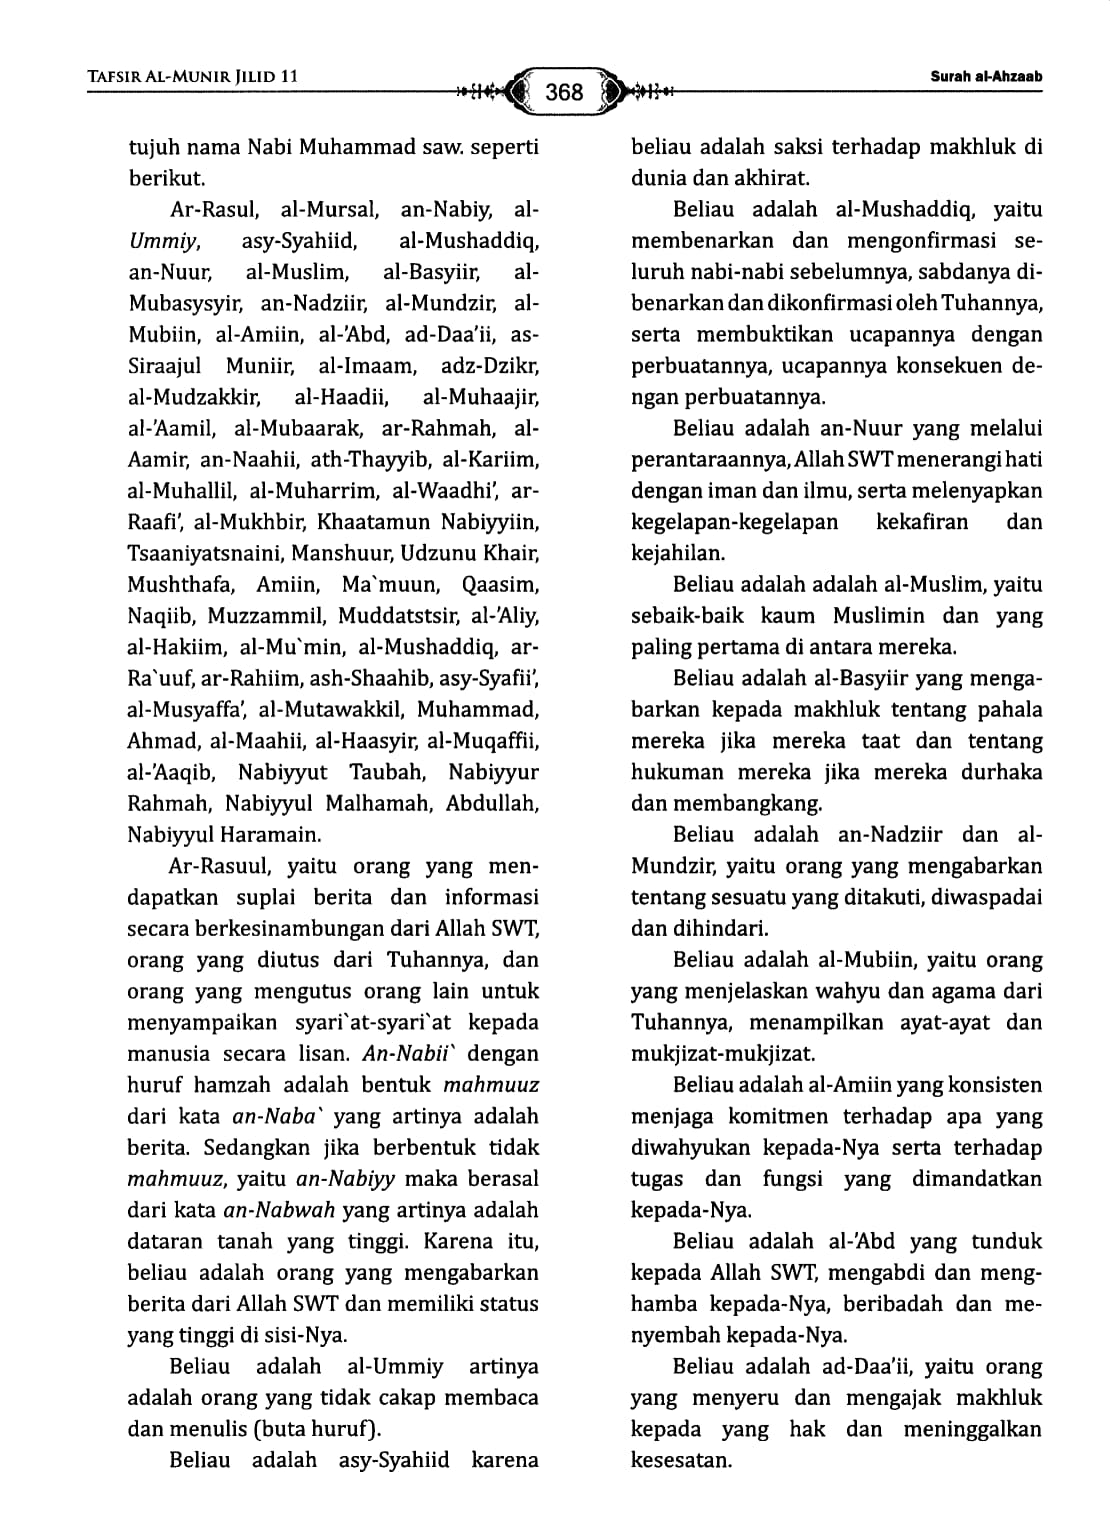 TAFSIR AL-MUNIR JILID 11
368
Surah al-Ahzaab
tujuh nama Nabi Muhammad saw. seperti
berikut.
Ar-Rasul, al-Mursal, an-Nabiy, al-
Ummiy, asy-Syahiid, al-Mushaddiq,
an-Nuur, al-Muslim, al-Basyiir, al-
Mubasysyir, an-Nadziir, al-Mundzir, al-
Mubiin, al-Amiin, al-'Abd, ad-Daa'ii, as-
Siraajul Muniir, al-Imaam, adz-Dzikr,
al-Mudzakkir, al-Haadii, al-Muhaajir,
al-'Aamil, al-Mubaarak, ar-Rahmah, al-
Aamir, an-Naahii, ath-Thayyib, al-Kariim,
al-Muhallil, al-Muharrim, al-Waadhi', ar-
Raafi', al-Mukhbir, Khaatamun Nabiyyiin,
Tsaaniyatsnaini, Manshuur, Udzunu Khair,
Mushthafa, Amiin, Ma`muun, Qaasim,
Naqiib, Muzzammil, Muddatstsir, al-'Aliy,
al-Hakiim, al-Mu`min, al-Mushaddiq, ar-
Ra`uuf, ar-Rahiim, ash-Shaahib, asy-Syafii',
al-Musyaffa', al-Mutawakkil, Muhammad,
Ahmad, al-Maahii, al-Haasyir, al-Muqaffii,
al-'Aaqib, Nabiyyut Taubah, Nabiyyur
Rahmah, Nabiyyul Malhamah, Abdullah,
Nabiyyul Haramain.
Ar-Rasuul, yaitu orang yang men-
dapatkan suplai berita dan informasi
secara berkesinambungan dari Allah SWT,
orang yang diutus dari Tuhannya, dan
orang yang mengutus orang lain untuk
menyampaikan syari`at-syari`at kepada
manusia secara lisan. An-Nabii` dengan
huruf hamzah adalah bentuk mahmuuz
dari kata an-Naba` yang artinya adalah
berita. Sedangkan jika berbentuk tidak
mahmuuz, yaitu an-Nabiyy maka berasal
dari kata an-Nabwah yang artinya adalah
dataran tanah yang tinggi. Karena itu,
beliau adalah orang yang mengabarkan
berita dari Allah SWT dan memiliki status
yang tinggi di sisi-Nya.
Beliau adalah al-Ummiy artinya
adalah orang yang tidak cakap membaca
dan menulis (buta huruf).
Beliau adalah asy-Syahiid karena
beliau adalah saksi terhadap makhluk di
dunia dan akhirat.
Beliau adalah al-Mushaddiq, yaitu
membenarkan dan mengonfirmasi se-
luruh nabi-nabi sebelumnya, sabdanya di-
benarkan dan dikonfirmasi oleh Tuhannya,
serta membuktikan ucapannya dengan
perbuatannya, ucapannya konsekuen de-
ngan perbuatannya.
Beliau adalah an-Nuur yang melalui
perantaraannya, Allah SWT menerangi hati
dengan iman dan ilmu, serta melenyapkan
kegelapan-kegelapan kekafiran dan
kejahilan.
Beliau adalah adalah al-Muslim, yaitu
sebaik-baik kaum Muslimin dan yang
paling pertama di antara mereka.
Beliau adalah al-Basyiir yang menga-
barkan kepada makhluk tentang pahala
mereka jika mereka taat dan tentang
hukuman mereka jika mereka durhaka
dan membangkang.
Beliau adalah an-Nadziir dan al-
Mundzir, yaitu orang yang mengabarkan
tentang sesuatu yang ditakuti, diwaspadai
dan dihindari.
Beliau adalah al-Mubiin, yaitu orang
yang menjelaskan wahyu dan agama dari
Tuhannya, menampilkan ayat-ayat dan
mukjizat-mukjizat.
Beliau adalah al-Amiin yang konsisten
menjaga komitmen terhadap apa yang
diwahyukan kepada-Nya serta terhadap
tugas dan fungsi yang dimandatkan
kepada-Nya.
Beliau adalah al-'Abd yang tunduk
kepada Allah SWT, mengabdi dan meng-
hamba kepada-Nya, beribadah dan me-
nyembah kepada-Nya.
Beliau adalah ad-Daa'ii, yaitu orang
yang menyeru dan mengajak makhluk
kepada yang hak dan meninggalkan
kesesatan.